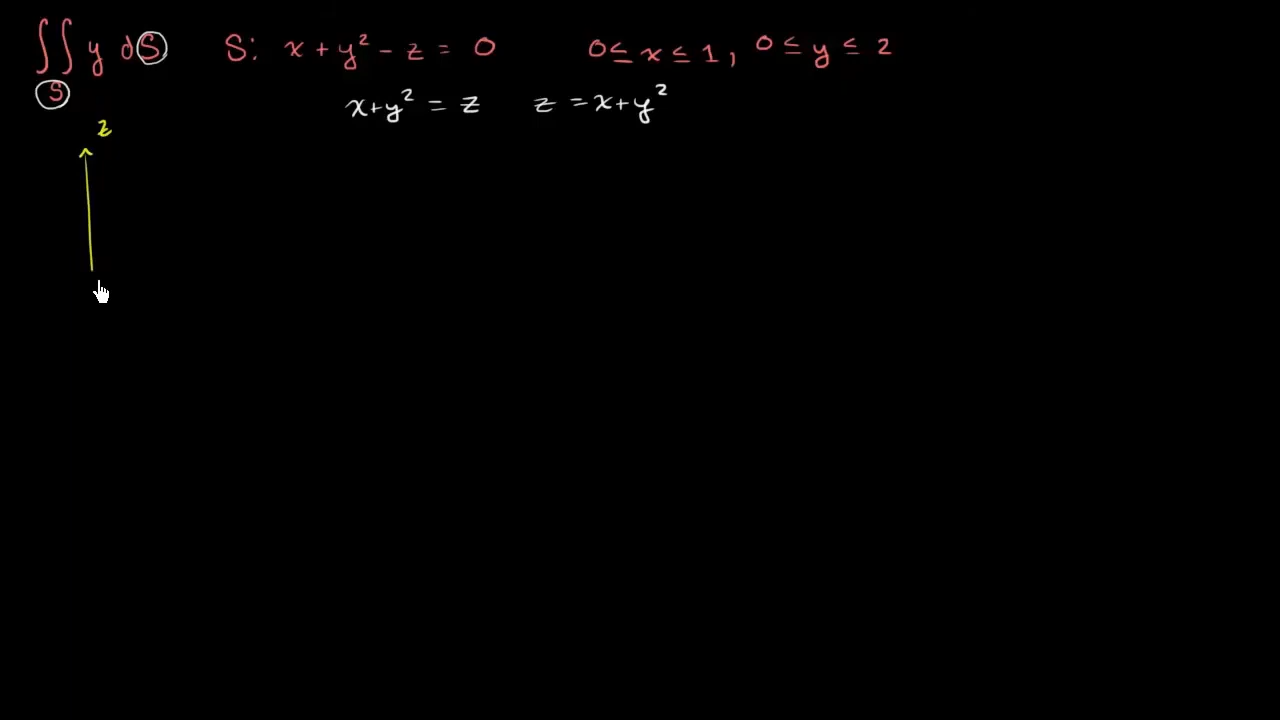 ∬ y dS S: x + y² - z = 0 0 ≤ x ≤ 1, 0 ≤ y ≤ 2
S
x+y² = z z = x+y²
z